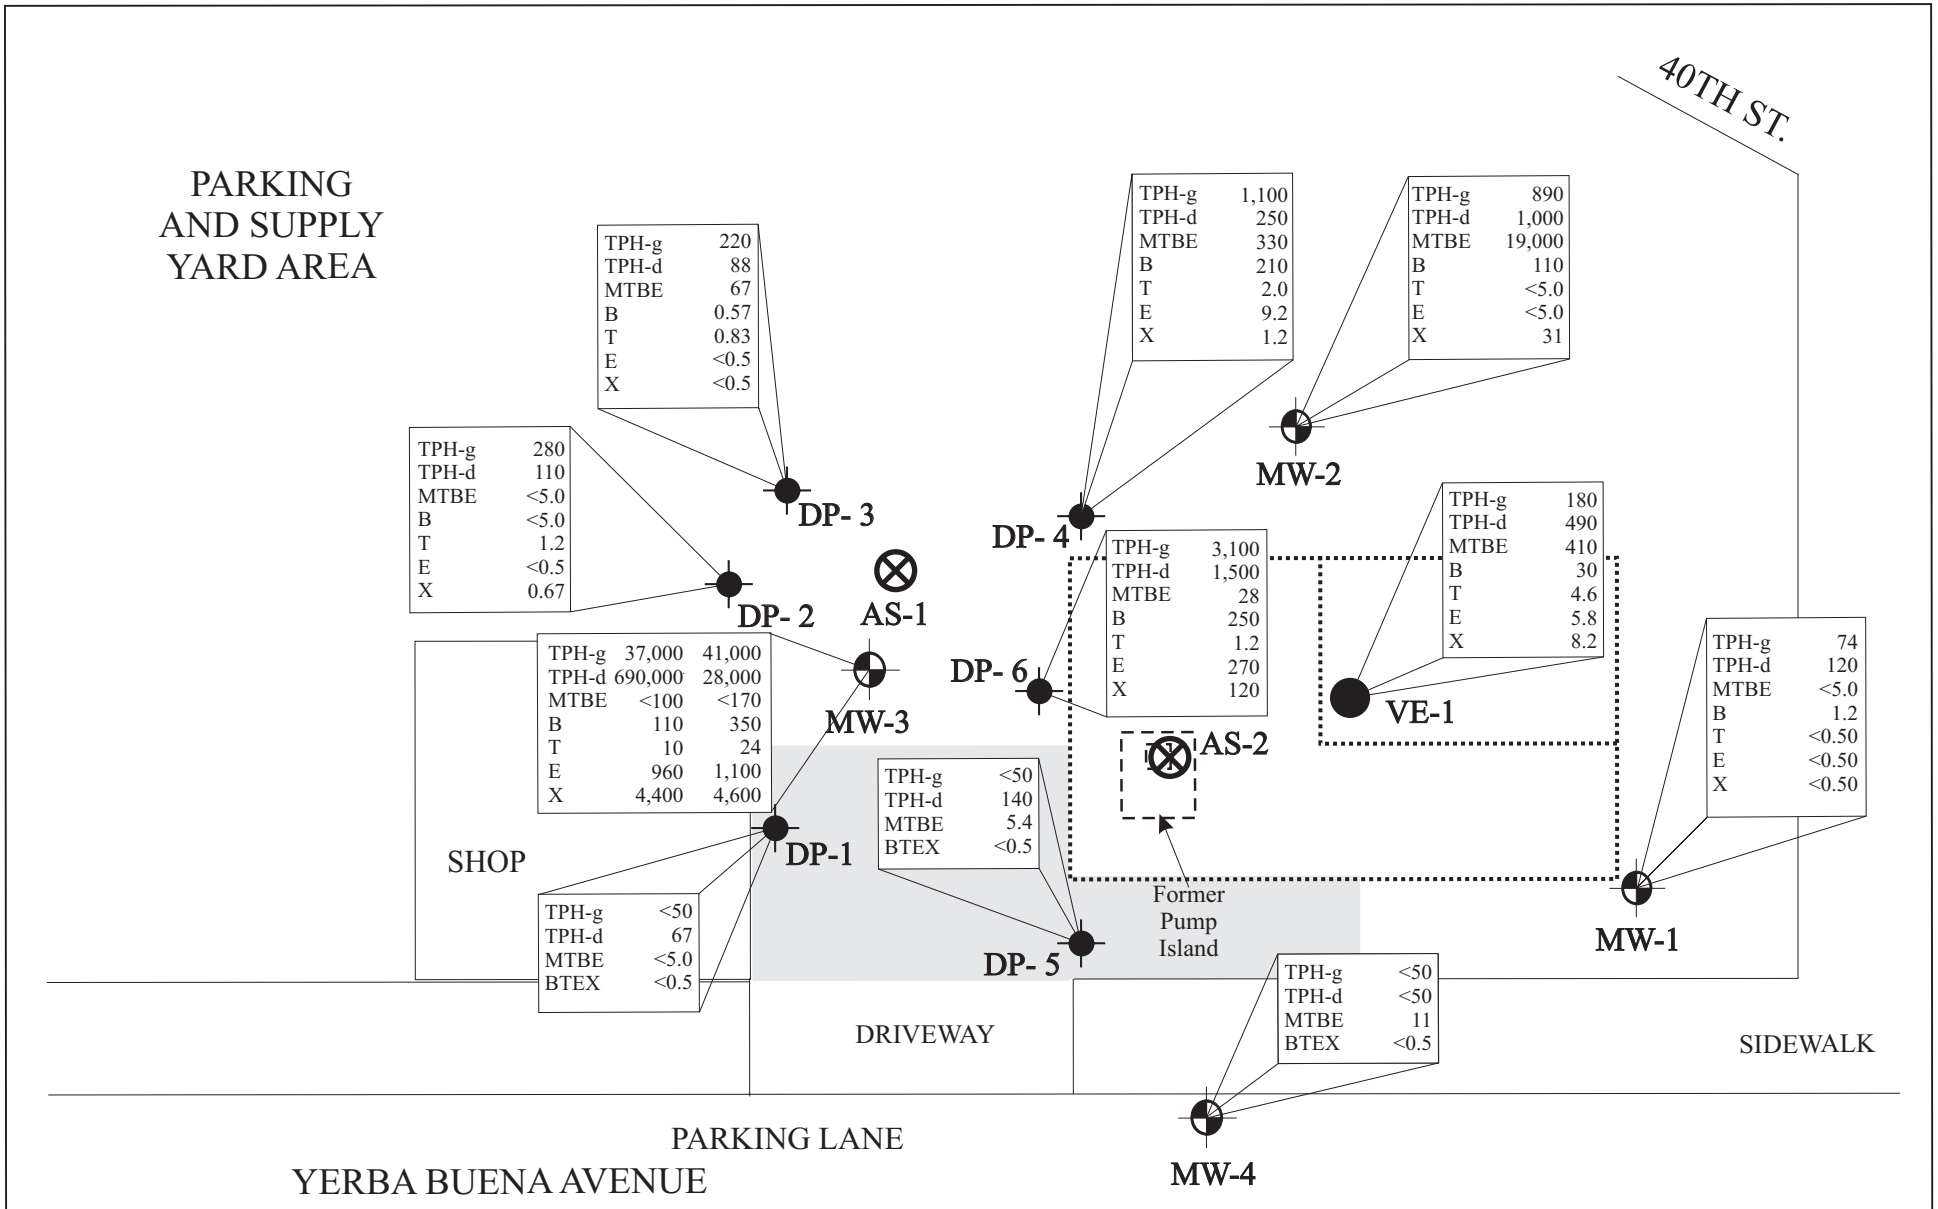 40TH ST.
PARKING
AND SUPPLY
YARD AREA
TPH-g 1,100
TPH-d 250
MTBE 330
B 210
T 2.0
E 9.2
X 1.2
TPH-g 890
TPH-d 1,000
MTBE 19,000
B 110
T <5.0
E <5.0
X 31
TPH-g 220
TPH-d 88
MTBE 67
B 0.57
T 0.83
E <0.5
X <0.5
MW-2
TPH-g 280
TPH-d 110
MTBE <5.0
B <5.0
T 1.2
E <0.5
X 0.67
DP- 3
DP- 4
TPH-g 180
TPH-d 490
MTBE 410
B 30
T 4.6
E 5.8
X 8.2
TPH-g 3,100
TPH-d 1,500
MTBE 28
B 250
T 1.2
E 270
X 120
DP- 2
AS-1
TPH-g 37,000 41,000
TPH-d 690,000 28,000
MTBE <100 <170
B 110 350
T 10 24
E 960 1,100
X 4,400 4,600
MW-3
DP- 6
VE-1
AS-2
TPH-g 74
TPH-d 120
MTBE <5.0
B 1.2
T <0.50
E <0.50
X <0.50
TPH-g <50
TPH-d 140
MTBE 5.4
BTEX <0.5
SHOP
DP-1
Former
Pump
Island
TPH-g <50
TPH-d 67
MTBE <5.0
BTEX <0.5
DP- 5
MW-1
TPH-g <50
TPH-d <50
MTBE 11
BTEX <0.5
DRIVEWAY
SIDEWALK
PARKING LANE
MW-4
YERBA BUENA AVENUE